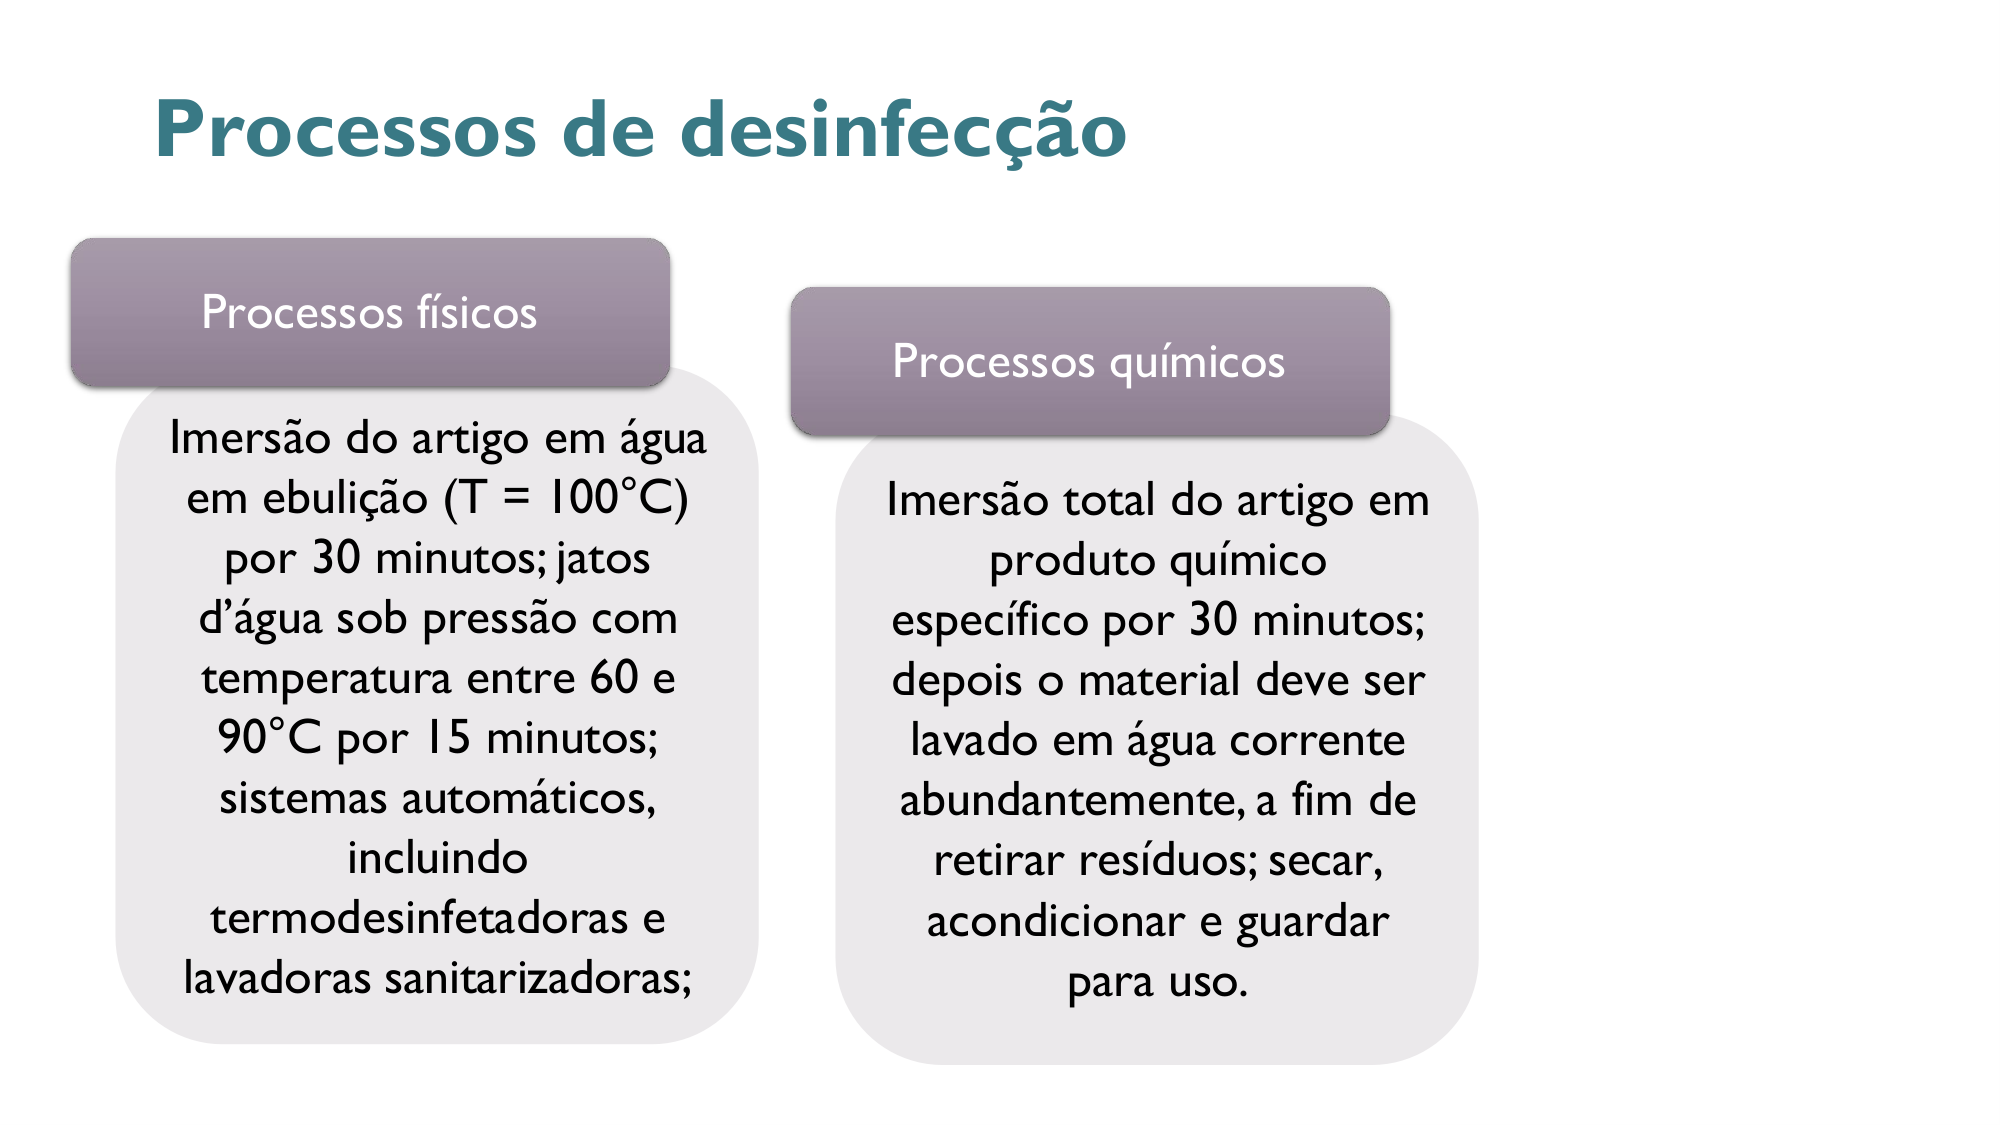 Processos de desinfecção
Processos físicos
Imersão do artigo em água
em ebulição (T = 100°C)
por 30 minutos; jatos
d’água sob pressão com
temperatura entre 60 e
90°C por 15 minutos;
sistemas automáticos,
incluindo
termodesinfetadoras e
lavadoras sanitarizadoras;
Processos químicos
Imersão total do artigo em
produto químico
específico por 30 minutos;
depois o material deve ser
lavado em água corrente
abundantemente, a fim de
retirar resíduos; secar,
acondicionar e guardar
para uso.